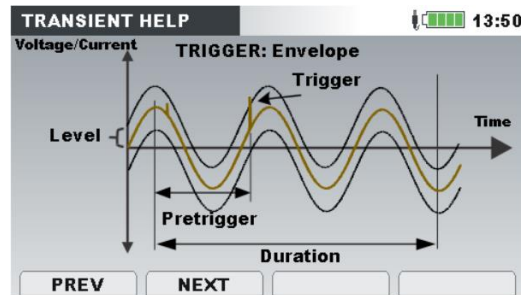 TRANSIENT HELP
13:50
Voltage/Current
TRIGGER: Envelope
Trigger
Time
Level
Pretrigger
Duration
PREV
NEXT